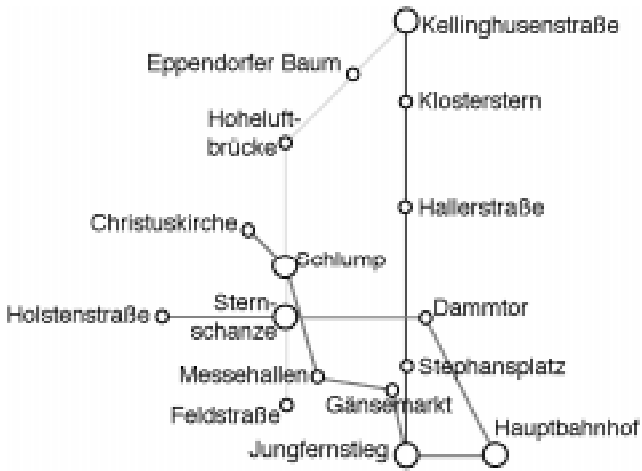 Kellinghusenstraße
Eppendorfer Baum
Klosterstern
Hoheluft-
brücke
Hallerstraße
Christuskirche
Schlump
Stern-
schanze
Holstenstraße
Dammtor
Stephansplatz
Messehallen
Gänsemarkt
Feldstraße
Hauptbahnhof
Jungfernstieg